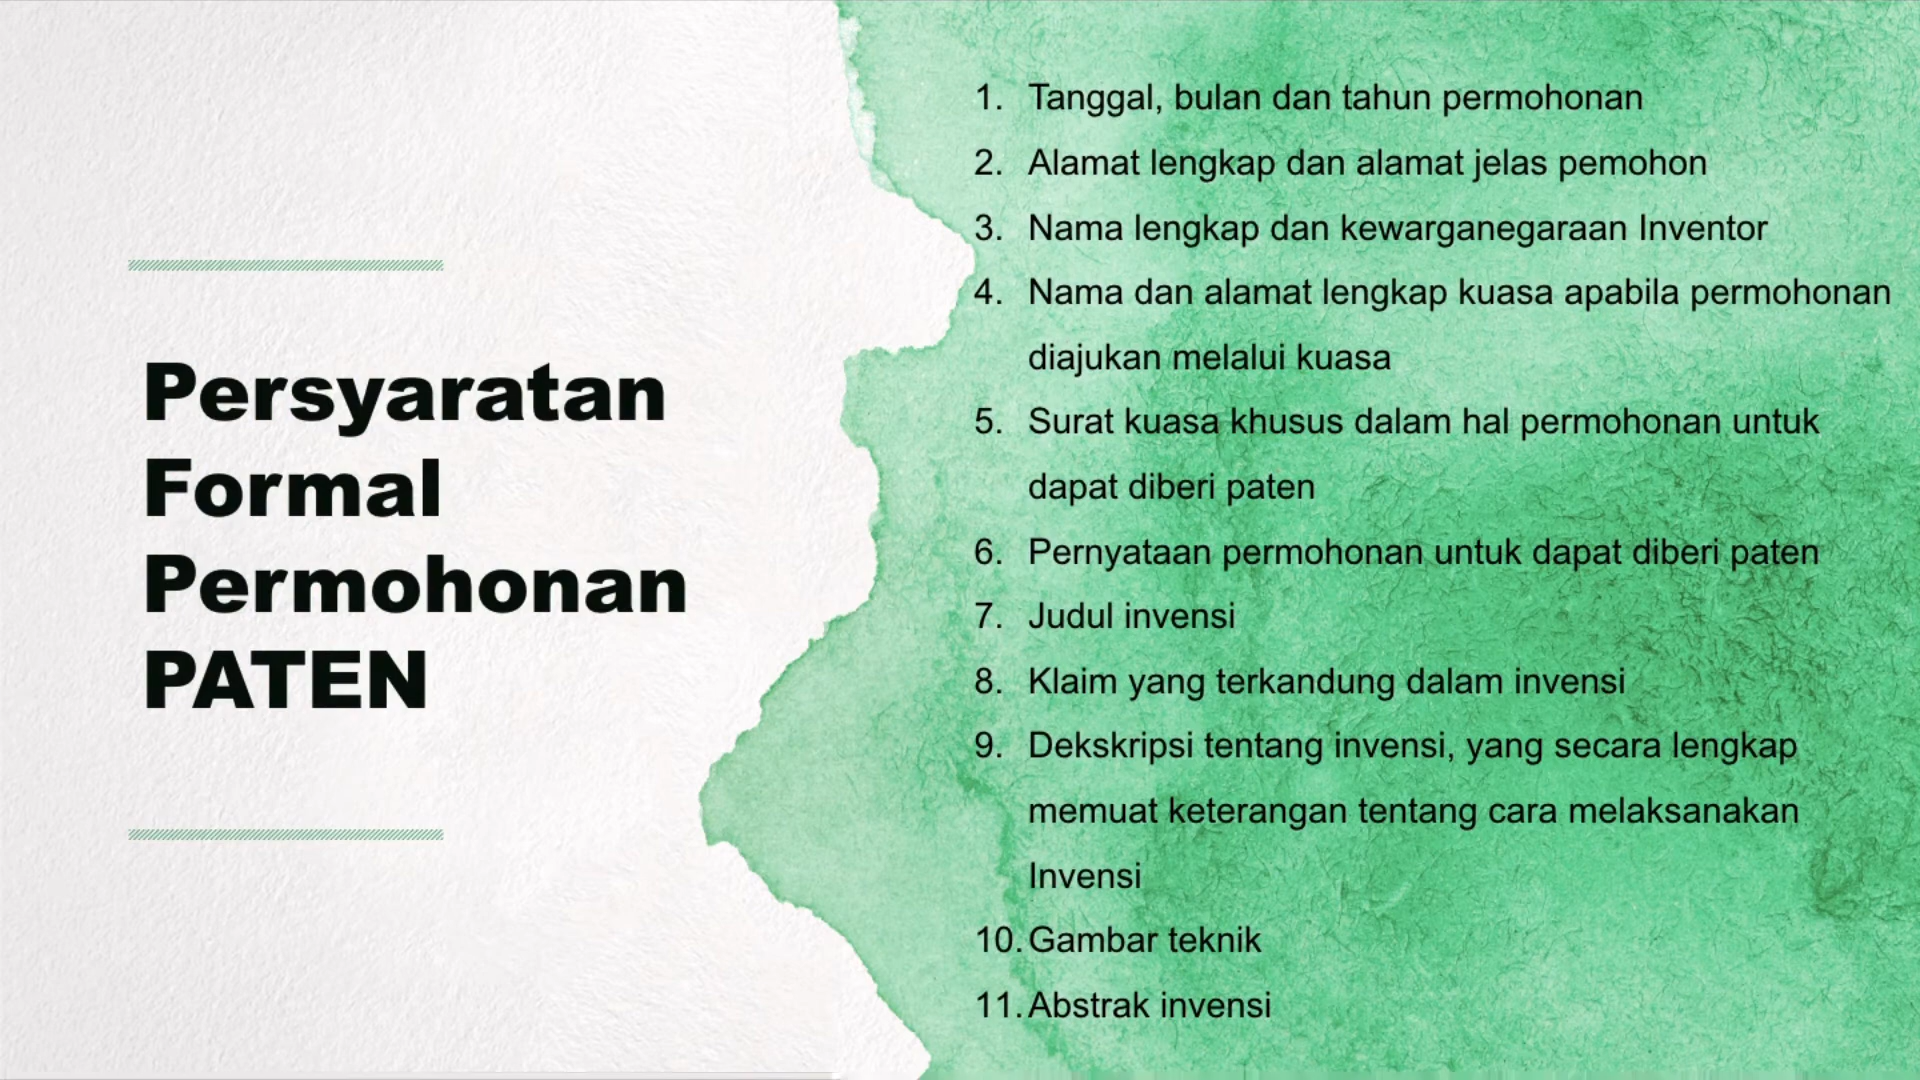 Persyaratan
Formal
Permohonan
PATEN
1. Tanggal, bulan dan tahun permohonan
2. Alamat lengkap dan alamat jelas pemohon
3. Nama lengkap dan kewarganegaraan Inventor
4. Nama dan alamat lengkap kuasa apabila permohonan
diajukan melalui kuasa
5. Surat kuasa khusus dalam hal permohonan untuk
dapat diberi paten
6. Pernyataan permohonan untuk dapat diberi paten
7. Judul invensi
8. Klaim yang terkandung dalam invensi
9. Dekskripsi tentang invensi, yang secara lengkap
memuat keterangan tentang cara melaksanakan
Invensi
10. Gambar teknik
11. Abstrak invensi